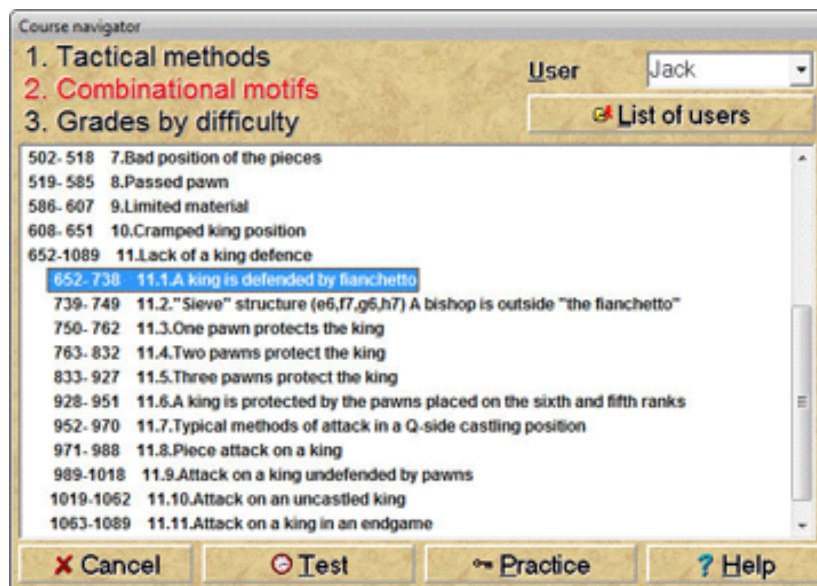 Course navigator
1. Tactical methods
2. Combinational motifs
3. Grades by difficulty
User Jack
List of users
502- 518 7.Bad position of the pieces
519- 585 8.Passed pawn
586- 607 9.Limited material
608- 651 10.Cramped king position
652-1089 11.Lack of a king defence
652- 738 11.1.A king is defended by fianchetto
739- 749 11.2."Sieve" structure (e6,f7,g6,h7) A bishop is outside "the fianchetto"
750- 762 11.3.One pawn protects the king
763- 832 11.4.Two pawns protect the king
833- 927 11.5.Three pawns protect the king
928- 951 11.6.A king is protected by the pawns placed on the sixth and fifth ranks
952- 970 11.7.Typical methods of attack in a Q-side castling position
971- 988 11.8.Piece attack on a king
989-1018 11.9.Attack on a king undefended by pawns
1019-1062 11.10.Attack on an uncastled king
1063-1089 11.11.Attack on a king in an endgame
Cancel Test Practice ? Help